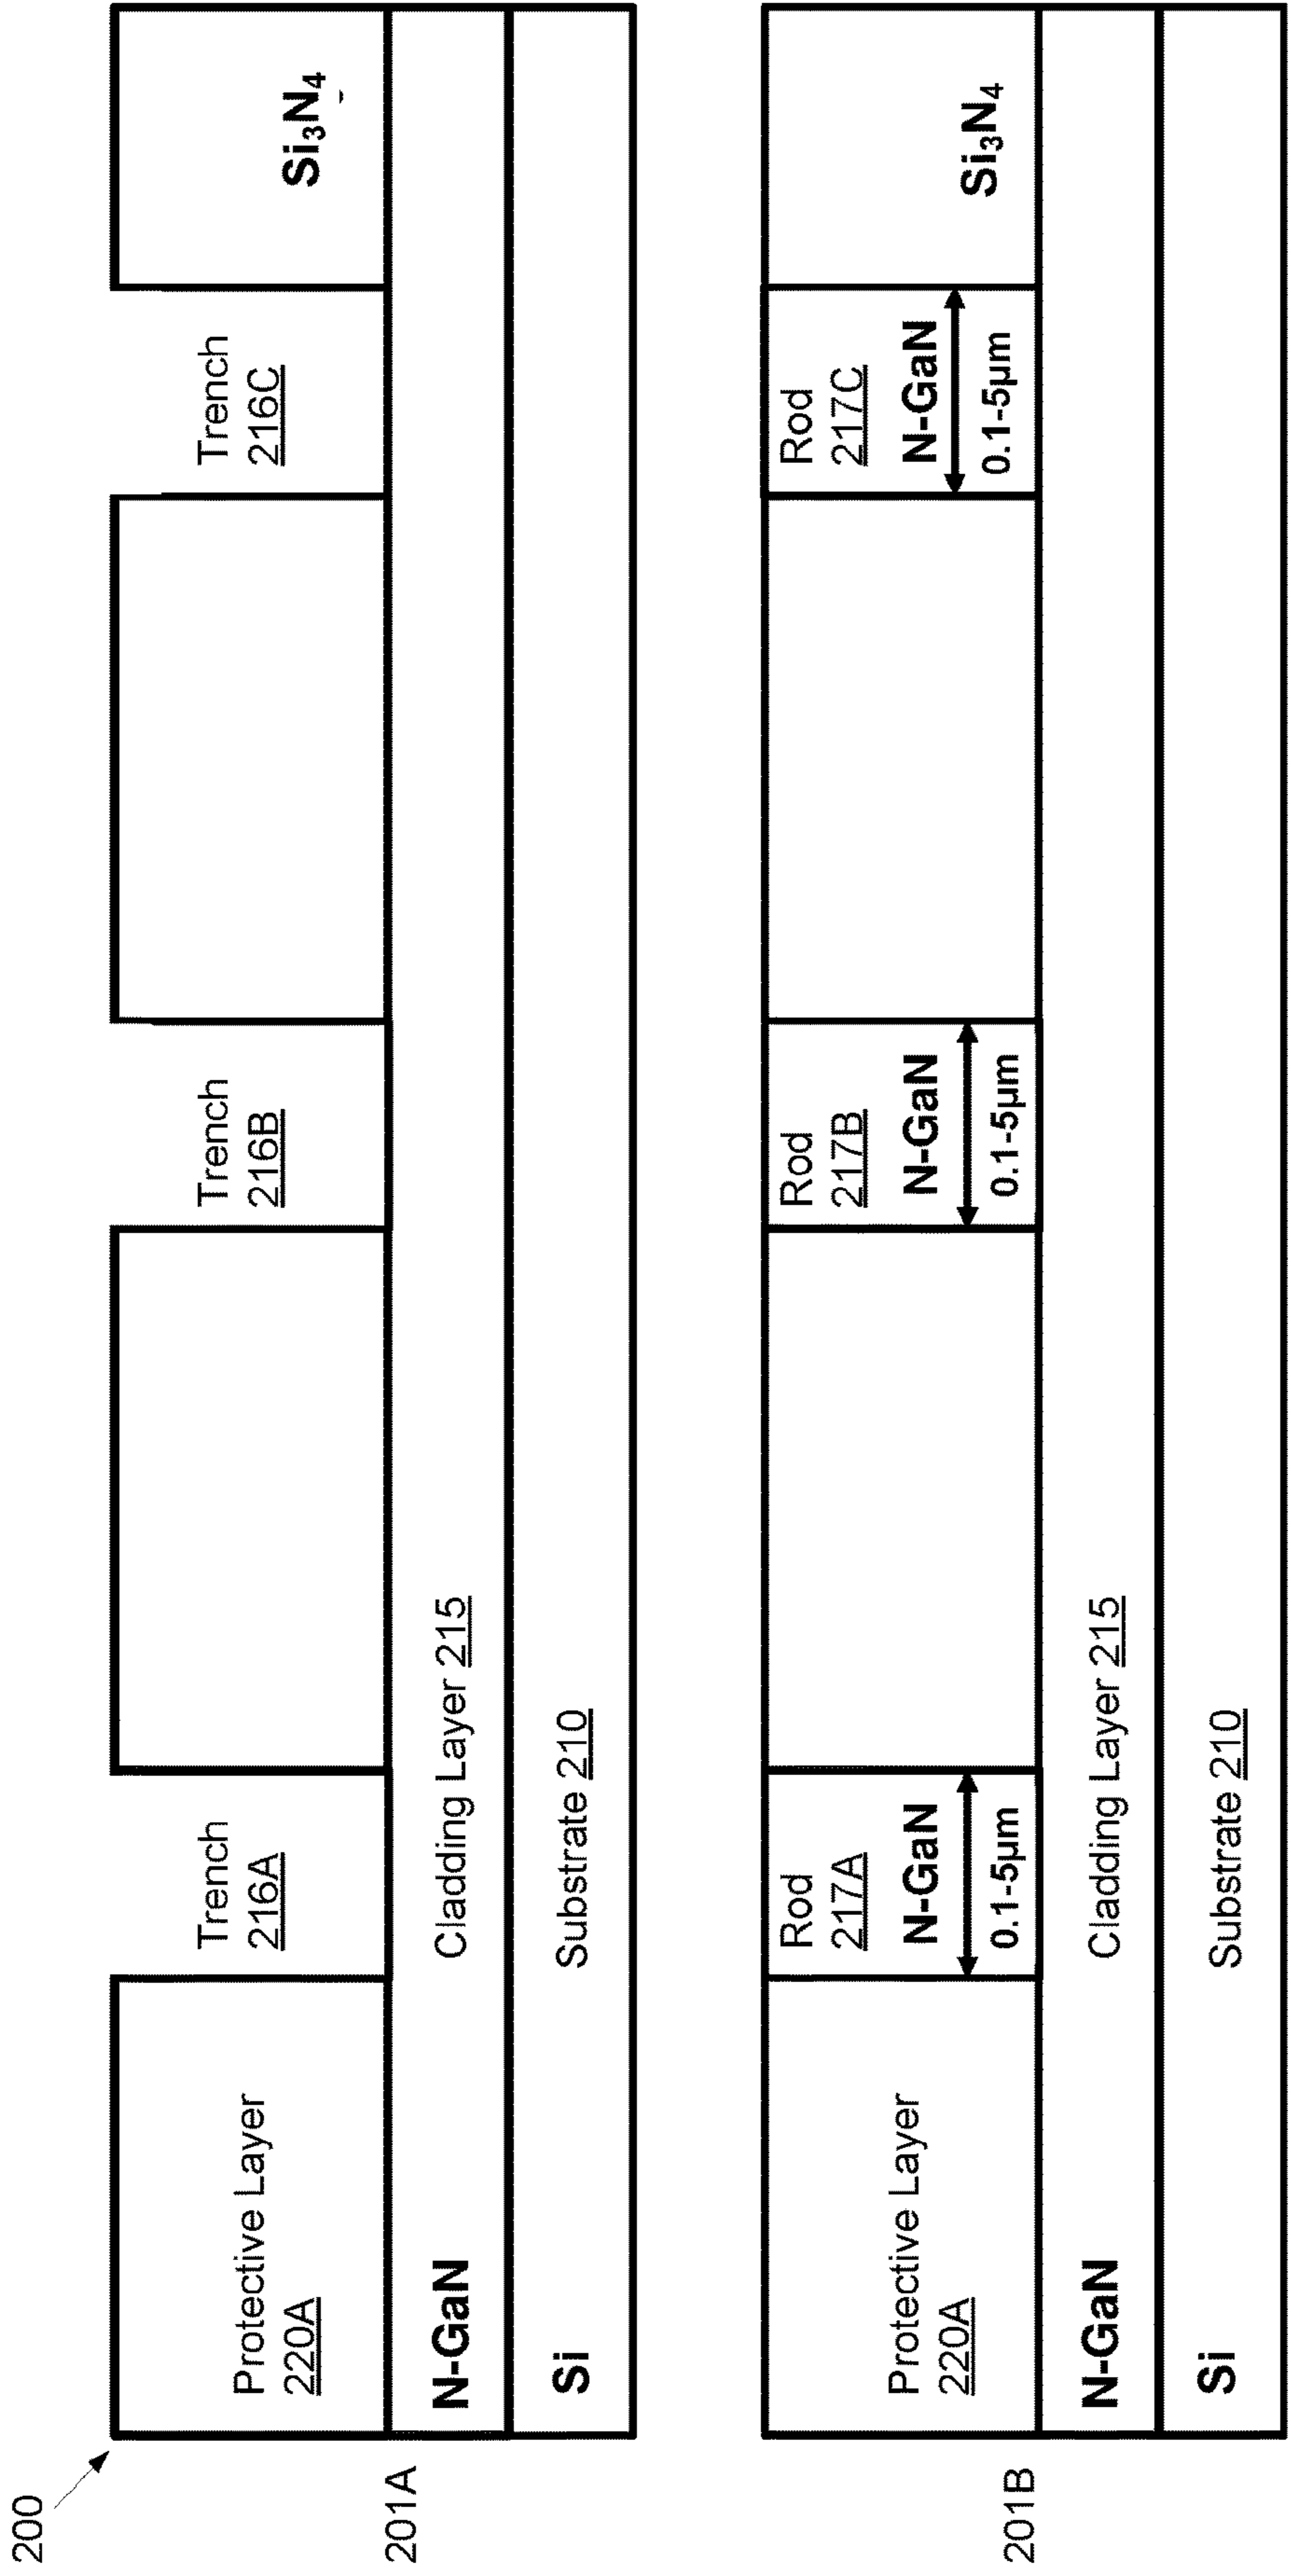 200
201A
Protective Layer
220A
Trench
216A
Trench
216B
Trench
216C
Si₃N₄
N-GaN
Cladding Layer 215
Si
Substrate 210
201B
Protective Layer
220A
Rod
217A
N-GaN
0.1-5µm
Rod
217B
N-GaN
0.1-5µm
Rod
217C
N-GaN
0.1-5µm
Si₃N₄
N-GaN
Cladding Layer 215
Si
Substrate 210